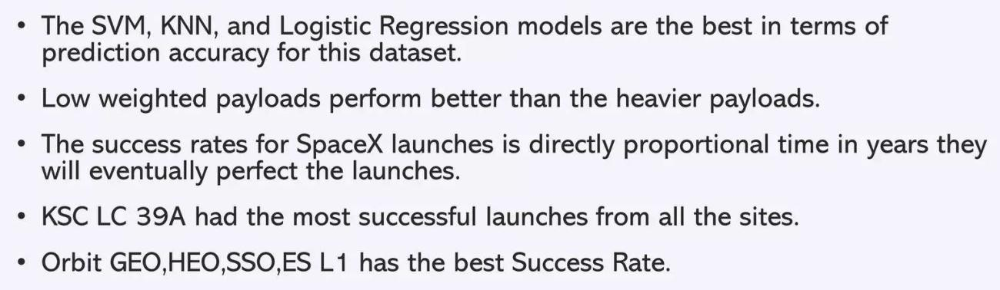 • The SVM, KNN, and Logistic Regression models are the best in terms of
prediction accuracy for this dataset.
• Low weighted payloads perform better than the heavier payloads.
• The success rates for SpaceX launches is directly proportional time in years they
will eventually perfect the launches.
• KSC LC 39A had the most successful launches from all the sites.
• Orbit GEO,HEO,SSO,ES L1 has the best Success Rate.